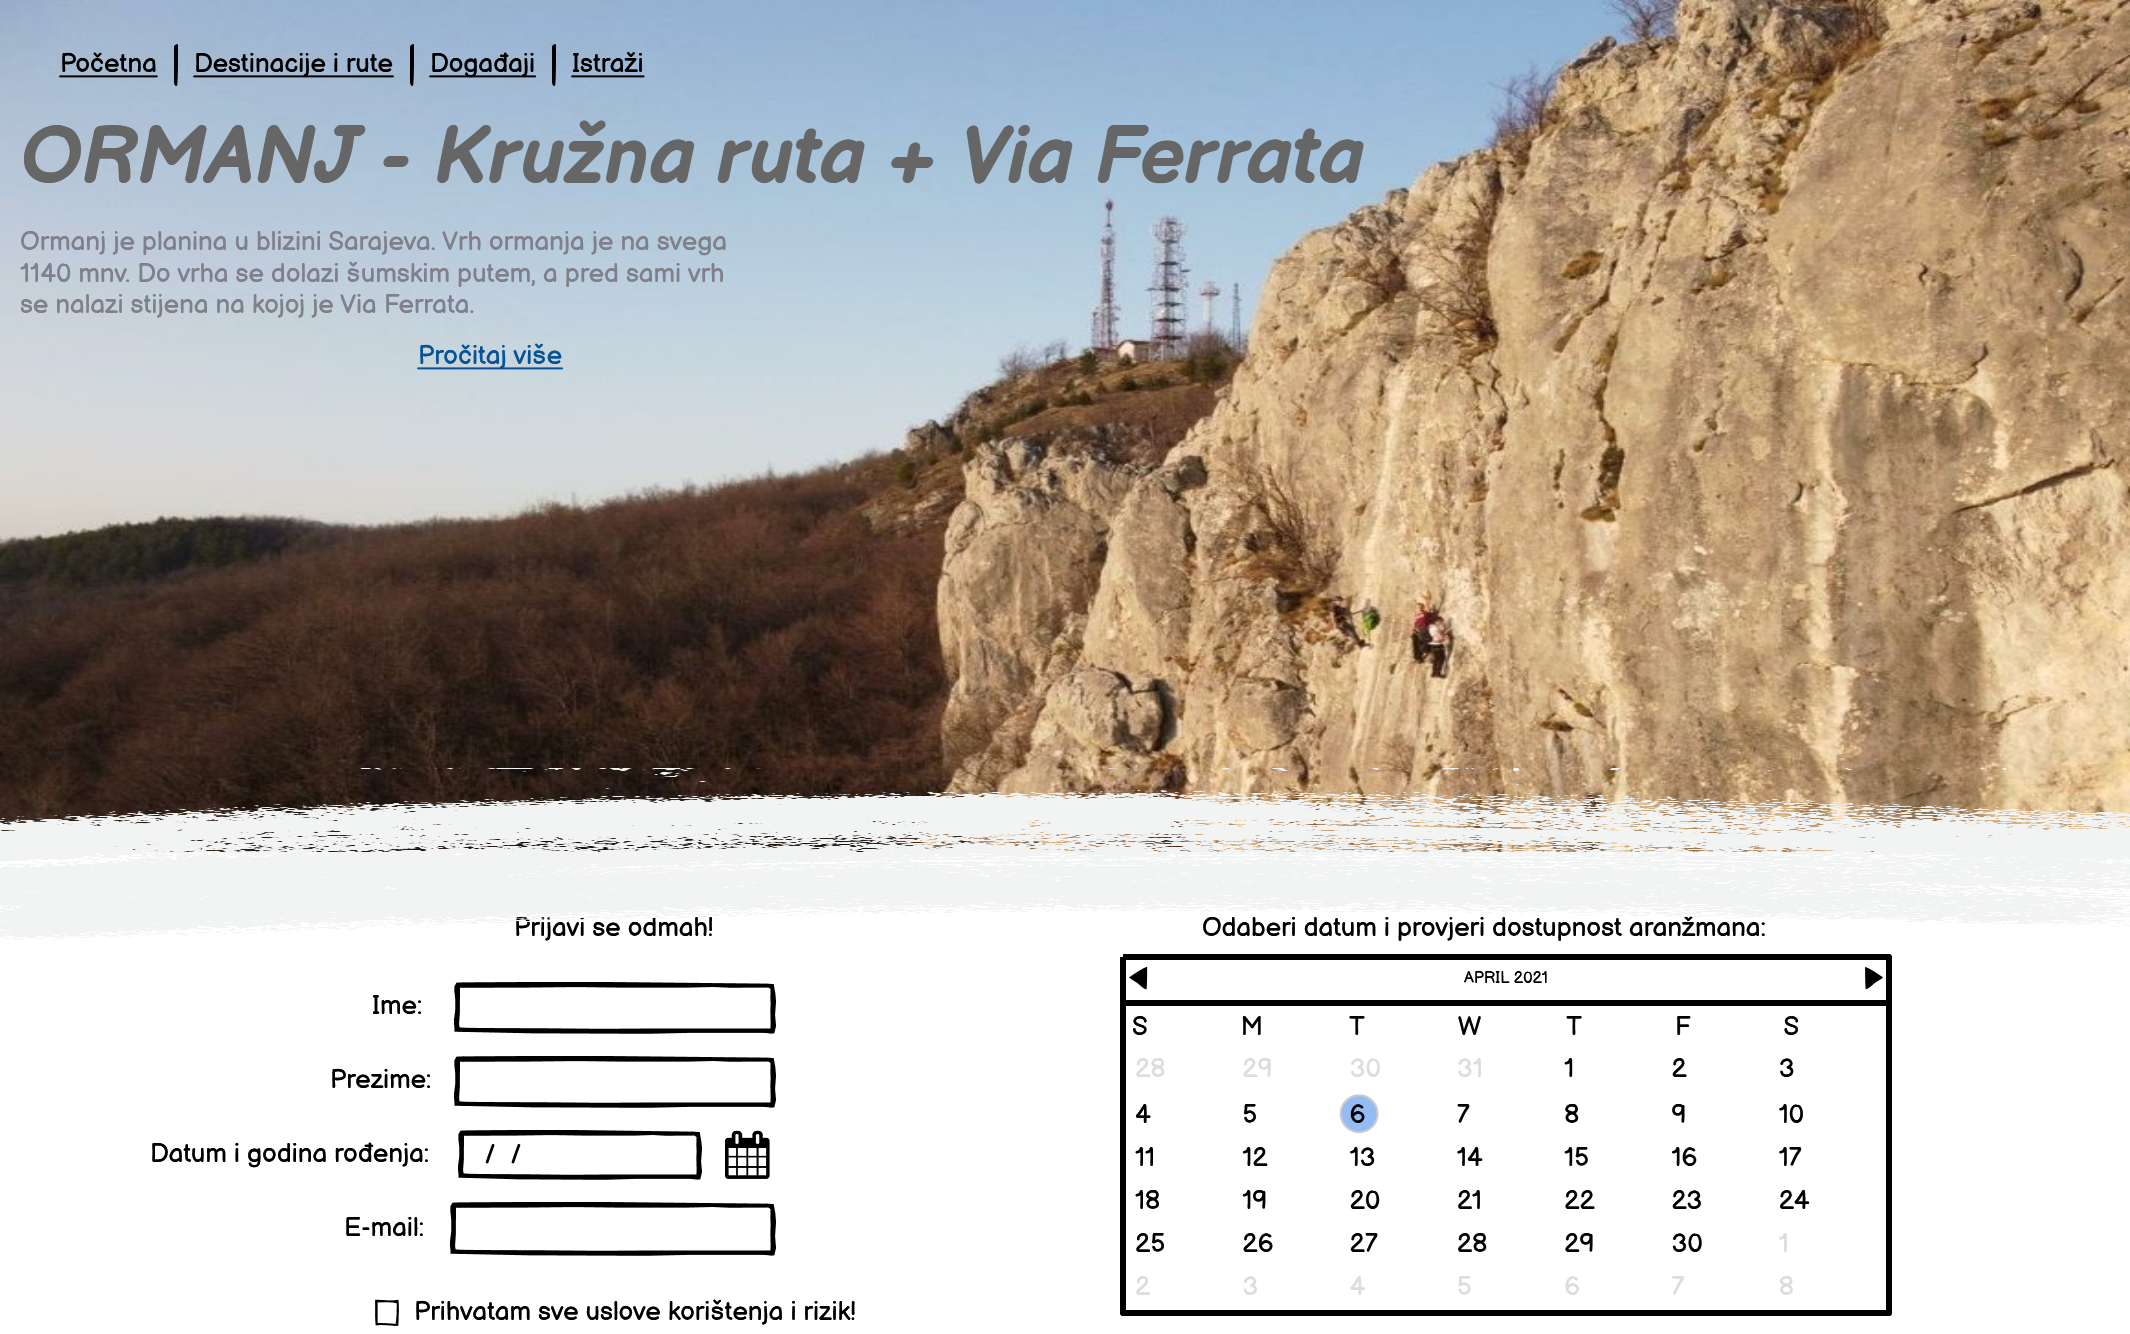 Početna | Destinacije i rute | Događaji | Istraži
ORMANJ - Kružna ruta + Via Ferrata
Ormanj je planina u blizini Sarajeva. Vrh ormanja je na svega
1140 mnv. Do vrha se dolazi šumskim putem, a pred sami vrh
se nalazi stijena na kojoj je Via Ferrata.
Pročitaj više
Prijavi se odmah!
Ime:
Prezime:
Datum i godina rođenja: / /
E-mail:
Prihvatam sve uslove korištenja i rizik!
Odaberi datum i provjeri dostupnost aranžmana:
APRIL 2021
S M T W T F S
28 29 30 31 1 2 3
4 5 6 7 8 9 10
11 12 13 14 15 16 17
18 19 20 21 22 23 24
25 26 27 28 29 30 1
2 3 4 5 6 7 8